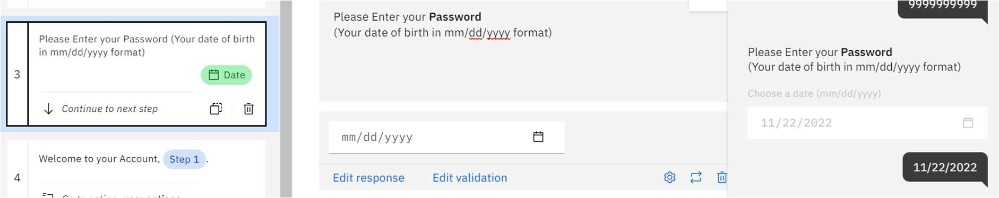 3
Please Enter your Password (Your date of birth
in mm/dd/yyyy format)
Date
Continue to next step
4
Welcome to your Account, Step 1 .
Please Enter your Password
(Your date of birth in mm/dd/yyyy format)
mm/dd/yyyy
Edit response
Edit validation
9999999999
Please Enter your Password
(Your date of birth in mm/dd/yyyy format)
Choose a date (mm/dd/yyyy)
11/22/2022
11/22/2022